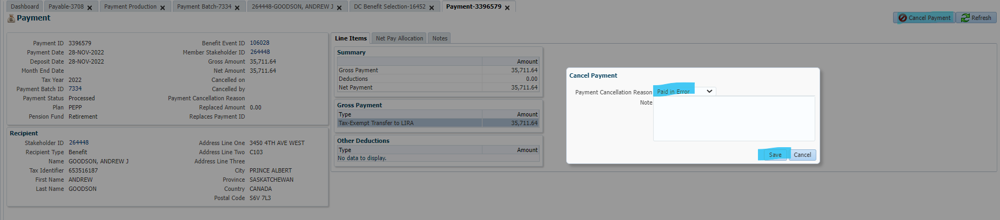 Dashboard Payable-3708 Payment Production Payment Batch-7334 264448-GOODSON, ANDREW J DC Benefit Selection-16452 Payment-3396579
Payment
Cancel Payment Refresh
Payment ID 3396579 Benefit Event ID 106028
Payment Date 28-NOV-2022 Member Stakeholder ID 264448
Deposit Date 28-NOV-2022 Gross Amount 35,711.64
Month End Date Net Amount 35,711.64
Tax Year 2022 Cancelled on
Payment Batch ID 7334 Cancelled by
Payment Status Processed Payment Cancellation Reason
Plan PEPP Replaced Amount 0.00
Pension Fund Retirement Replaces Payment ID
Recipient
Stakeholder ID 264448 Address Line One 3450 4TH AVE WEST
Recipient Type Benefit Address Line Two C103
Name GOODSON, ANDREW J Address Line Three
Tax Identifier 653516187 City PRINCE ALBERT
First Name ANDREW Province SASKATCHEWAN
Last Name GOODSON Country CANADA
Postal Code S6V 7L3
Line Items Net Pay Allocation Notes
Summary
Amount
Gross Payment 35,711.64
Deductions 0.00
Net Payment 35,711.64
Gross Payment
Type Amount
Tax-Exempt Transfer to LIRA 35,711.64
Other Deductions
Type Amount
No data to display.
Cancel Payment
Payment Cancellation Reason Paid in Error
Note
Save Cancel